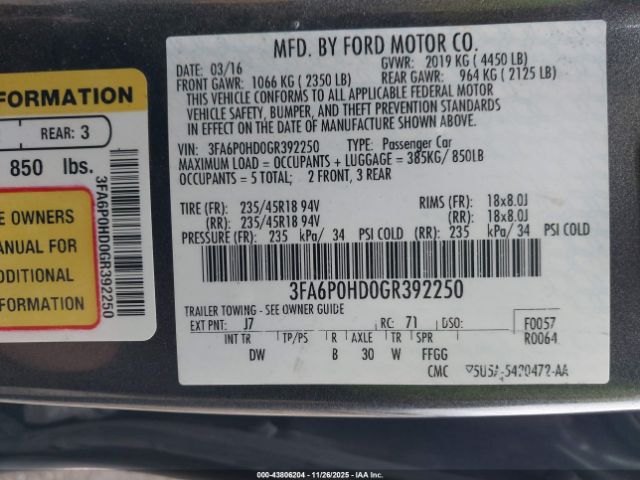 FORMATION
REAR: 3
850 lbs.
E OWNERS
ANUAL FOR
DDITIONAL
FORMATION
3FA6P0HD0GR392250
MFD. BY FORD MOTOR CO.
DATE: 03/16 GVWR: 2019 KG ( 4450 LB)
FRONT GAWR: 1066 KG ( 2350 LB) REAR GAWR: 964 KG ( 2125 LB)
THIS VEHICLE CONFORMS TO ALL APPLICABLE FEDERAL MOTOR
VEHICLE SAFETY, BUMPER, AND THEFT PREVENTION STANDARDS
IN EFFECT ON THE DATE OF MANUFACTURE SHOWN ABOVE.
VIN: 3FA6P0HD0GR392250 TYPE: Passenger Car
MAXIMUM LOAD = OCCUPANTS + LUGGAGE = 385KG/ 850LB
OCCUPANTS = 5 TOTAL; 2 FRONT, 3 REAR
TIRE (FR): 235/45R18 94V RIMS (FR): 18x8.0J
(RR): 235/45R18 94V (RR): 18x8.0J
PRESSURE (FR): 235 kPa/ 34 PSI COLD (RR): 235 kPa/ 34 PSI COLD
3FA6P0HD0GR392250
TRAILER TOWING - SEE OWNER GUIDE
EXT PNT: J7 RC: 71 DSO: F0057
INT TR TP/PS R AXLE TR SPR R0064
DW B 30 W FFGG
CMC 5U5A-5420472-AA
©00-43806204 — 11/26/2025 — IAA Inc.